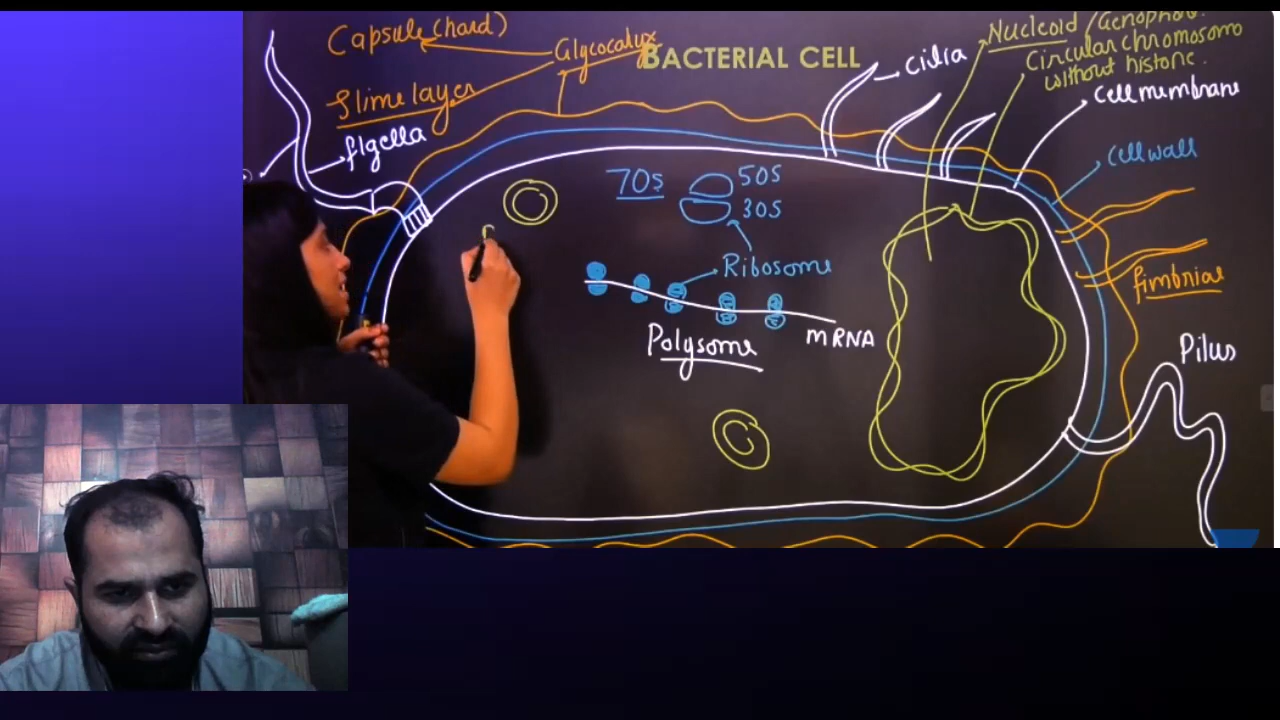 Capsule (hard)
Glycocalyx
BACTERIAL CELL
Slime layer
flgella
Cilia
Nucleoid /
Circular chromosomo
without histone.
Cell membrane
Cell wall
70S
50S
30S
Ribosome
mRNA
Polysome
fimbriae
Pilus